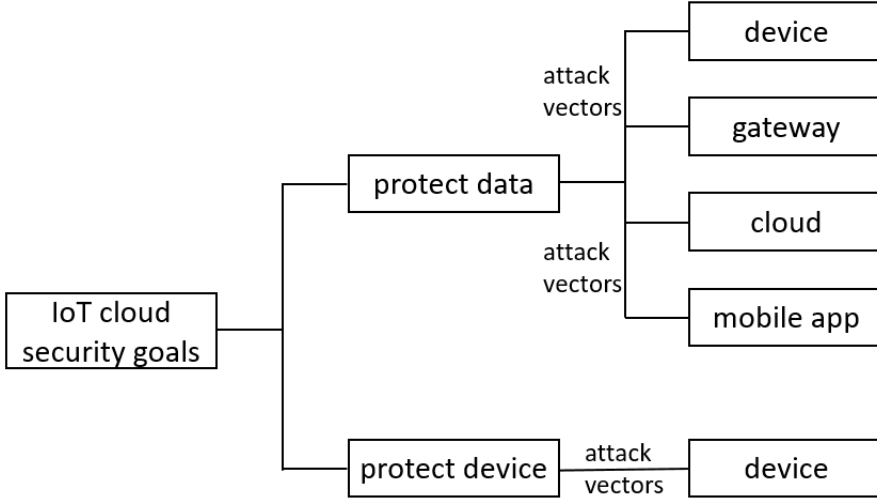 device
attack
vectors
gateway
protect data
cloud
attack
vectors
IoT cloud
security goals
mobile app
protect device
attack
vectors
device